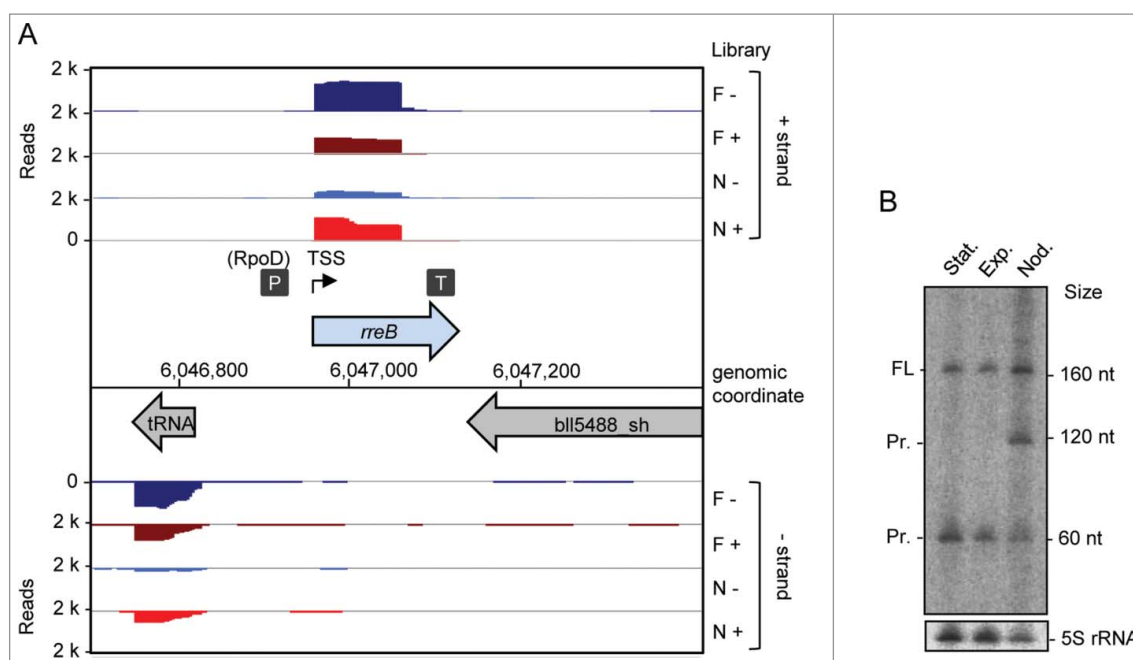 A
Library
2 k
F -
2 k
F +
2 k
N -
2 k
N +
0
Reads
+ strand
(RpoD) TSS
P
T
rreB
6,046,800 6,047,000 6,047,200
genomic
coordinate
tRNA
bll5488_sh
0
F -
2 k
F +
2 k
N -
2 k
N +
2 k
Reads
- strand
B
Stat. Exp. Nod.
Size
FL
- 160 nt
Pr.
- 120 nt
Pr.
- 60 nt
- 5S rRNA